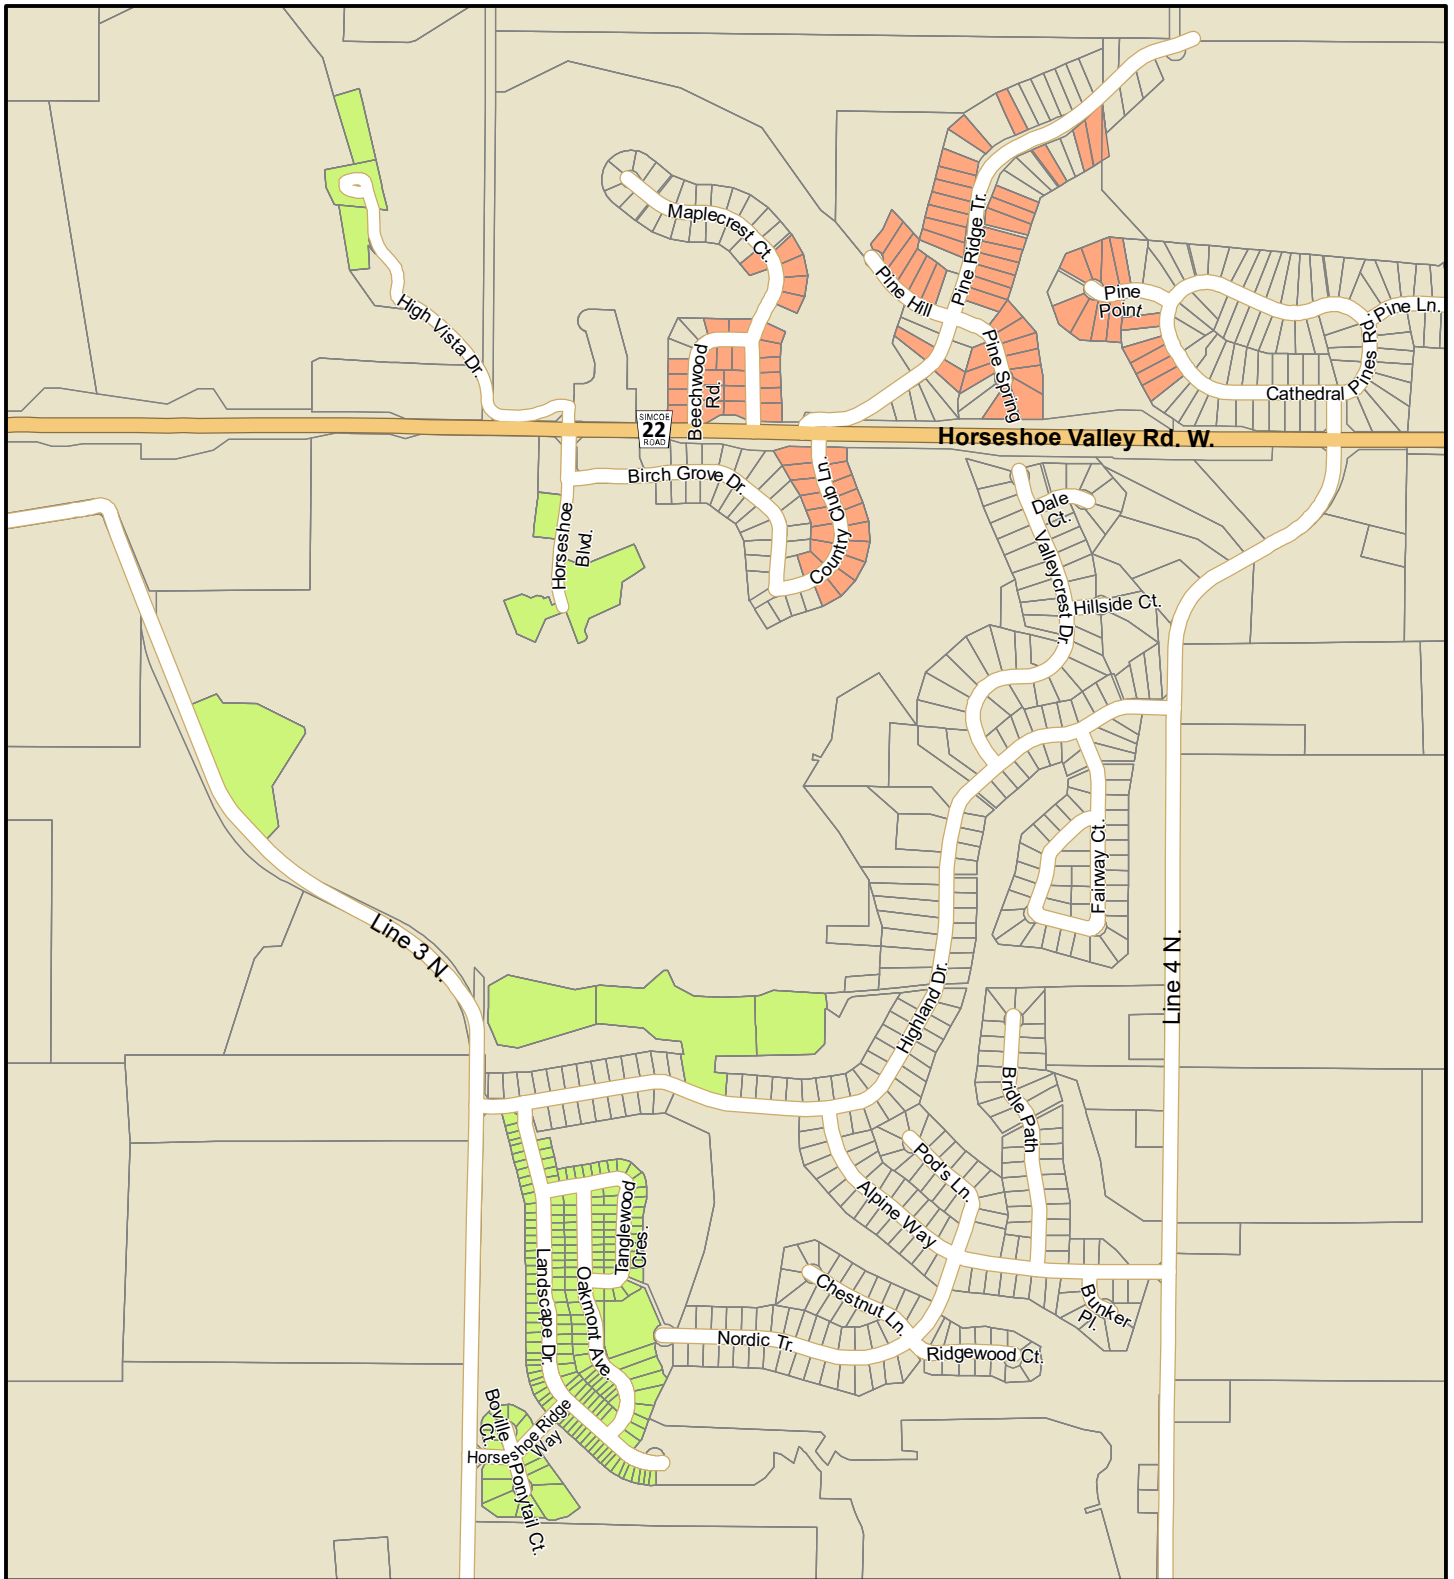 Maplecrest Ct.
Pine Ridge Tr.
Pine Hill
Pine
Point
Pine Ln.
High Vista Dr.
Beechwood
Rd.
Pine Spring
Cathedral Pines Rd.
SIMCOE
22
ROAD
Horseshoe Valley Rd. W.
Birch Grove Dr.
Country Club Ln.
Horseshoe
Blvd.
Dale
Ct.
Valleycrest Dr.
Hillside Ct.
Fairway Ct.
Line 3 N.
Line 4 N.
Highland Dr.
Bridle Path
Pod's Ln.
Alpine Way
Tanglewood
Cres.
Landscape Dr.
Oakmont Ave.
Chestnut Ln.
Bunker
Pl.
Nordic Tr.
Ridgewood Ct.
Boville
Ct.
Horseshoe Ridge
Way
Ponytail Ct.